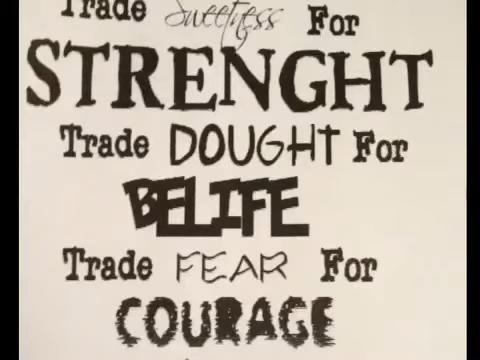 Trade Sweetness For
STRENGHT
Trade DOUGHT For
BELIFE
Trade FEAR For
COURAGE